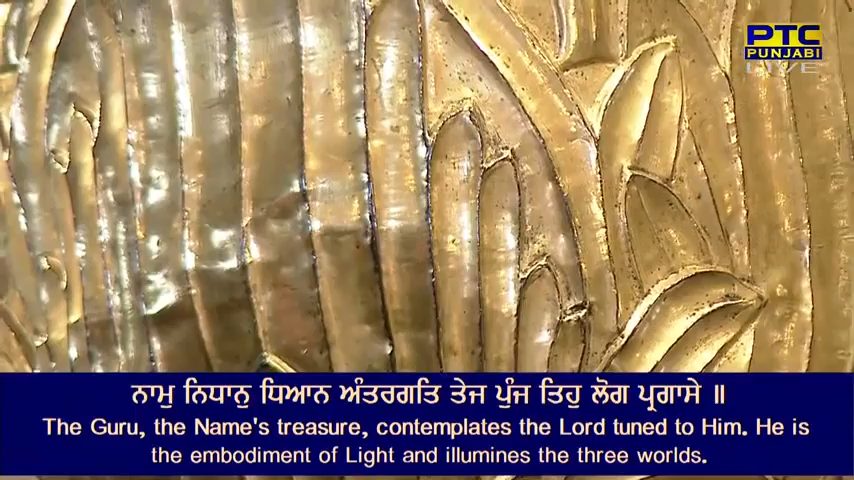 PTC
PUNJABI
LIVE
ਨਾਮੁ ਨਿਧਾਨੁ ਧਿਆਨ ਅੰਤਰਗਤਿ ਤੇਜ ਪੁੰਜ ਤਿਹੁ ਲੋਗ ਪ੍ਰਗਾਸੇ ॥
The Guru, the Name's treasure, contemplates the Lord tuned to Him. He is
the embodiment of Light and illumines the three worlds.